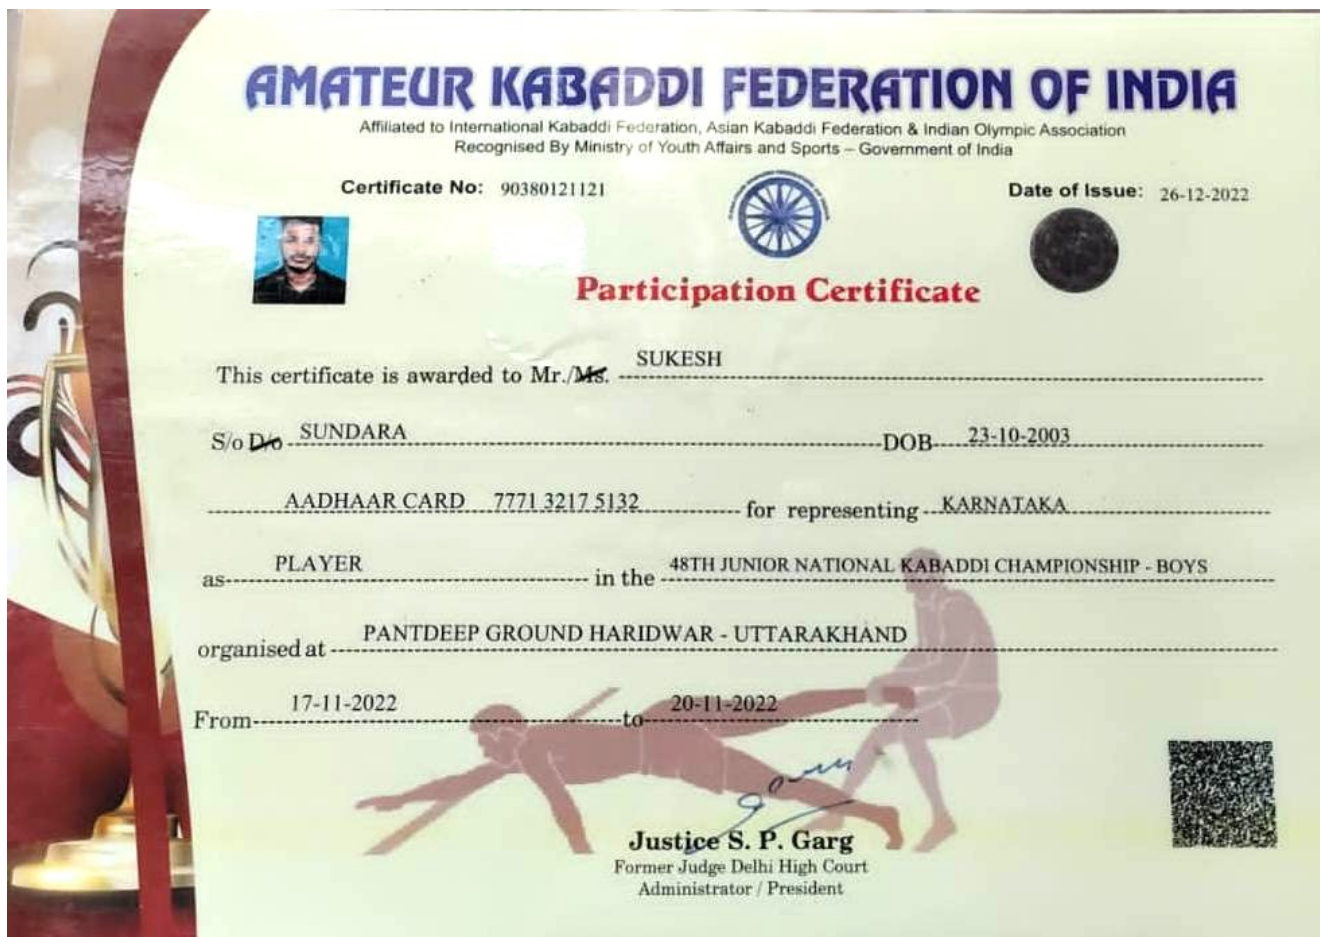 AMATEUR KABADDI FEDERATION OF INDIA
Affiliated to International Kabaddi Federation, Asian Kabaddi Federation & Indian Olympic Association
Recognised By Ministry of Youth Affairs and Sports – Government of India
Certificate No: 90380121121 Date of Issue: 26-12-2022
Participation Certificate
This certificate is awarded to Mr./Ms. SUKESH
S/o D/o SUNDARA DOB 23-10-2003
AADHAAR CARD 7771 3217 5132 for representing KARNATAKA
as PLAYER in the 48TH JUNIOR NATIONAL KABADDI CHAMPIONSHIP - BOYS
organised at PANTDEEP GROUND HARIDWAR - UTTARAKHAND
From 17-11-2022 to 20-11-2022
Justice S. P. Garg
Former Judge Delhi High Court
Administrator / President